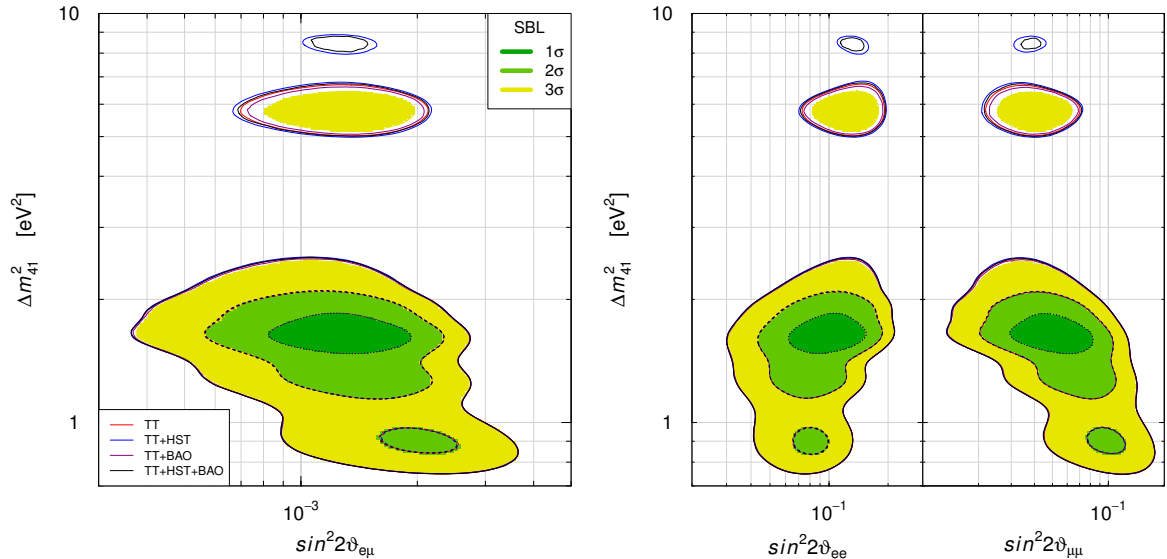 10
1
Δm²₄₁ [eV²]
10⁻³
sin²2ϑeμ
SBL
1σ
2σ
3σ
TT
TT+HST
TT+BAO
TT+HST+BAO
10
1
Δm²₄₁ [eV²]
10⁻¹
10⁻¹
sin²2ϑee
sin²2ϑμμ